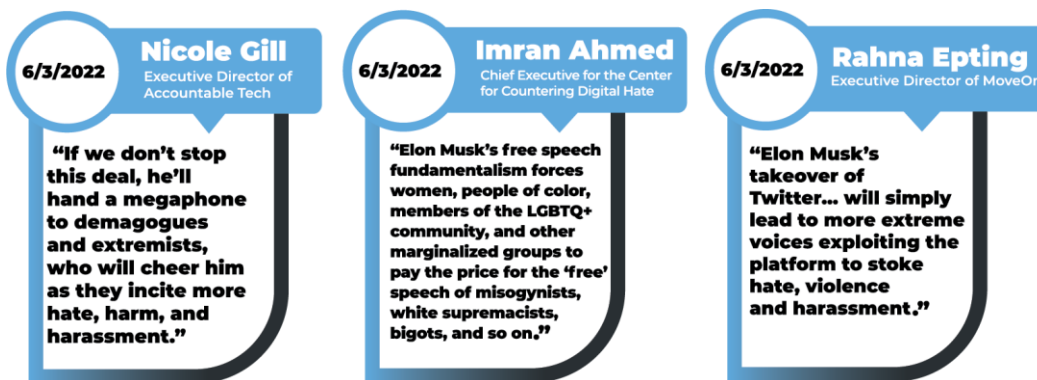 6/3/2022
Nicole Gill
Executive Director of
Accountable Tech
“If we don’t stop
this deal, he’ll
hand a megaphone
to demagogues
and extremists,
who will cheer him
as they incite more
hate, harm, and
harassment.”
6/3/2022
Imran Ahmed
Chief Executive for the Center
for Countering Digital Hate
“Elon Musk’s free speech
fundamentalism forces
women, people of color,
members of the LGBTQ+
community, and other
marginalized groups to
pay the price for the ‘free’
speech of misogynists,
white supremacists,
bigots, and so on.”
6/3/2022
Rahna Epting
Executive Director of MoveOn
“Elon Musk’s
takeover of
Twitter... will simply
lead to more extreme
voices exploiting the
platform to stoke
hate, violence
and harassment.”